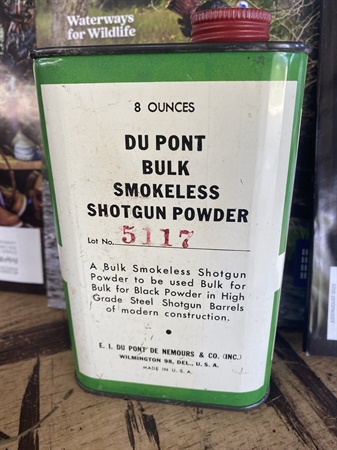 Waterways
for Wildlife
8 OUNCES
DU PONT
BULK
SMOKELESS
SHOTGUN POWDER
Lot No. 5117
A Bulk Smokeless Shotgun
Powder to be used Bulk for
Bulk for Black Powder in High
Grade Steel Shotgun Barrels
of modern construction.
E. I. DU PONT DE NEMOURS & CO. (INC.)
WILMINGTON 98, DEL., U. S. A.
MADE IN U. S. A.